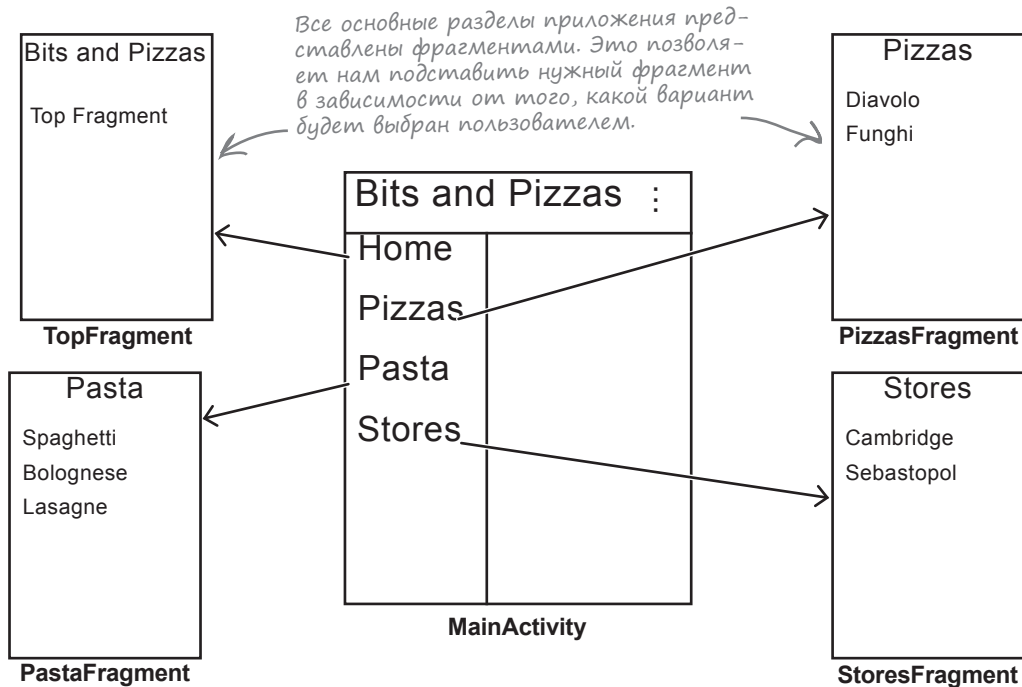 Все основные разделы приложения пред-
ставлены фрагментами. Это позволя-
ет нам подставить нужный фрагмент
в зависимости от того, какой вариант
будет выбран пользователем.
Bits and Pizzas
Top Fragment
TopFragment
Pizzas
Diavolo
Funghi
PizzasFragment
Bits and Pizzas ⋮
Home
Pizzas
Pasta
Stores
MainActivity
Pasta
Spaghetti
Bolognese
Lasagne
PastaFragment
Stores
Cambridge
Sebastopol
StoresFragment